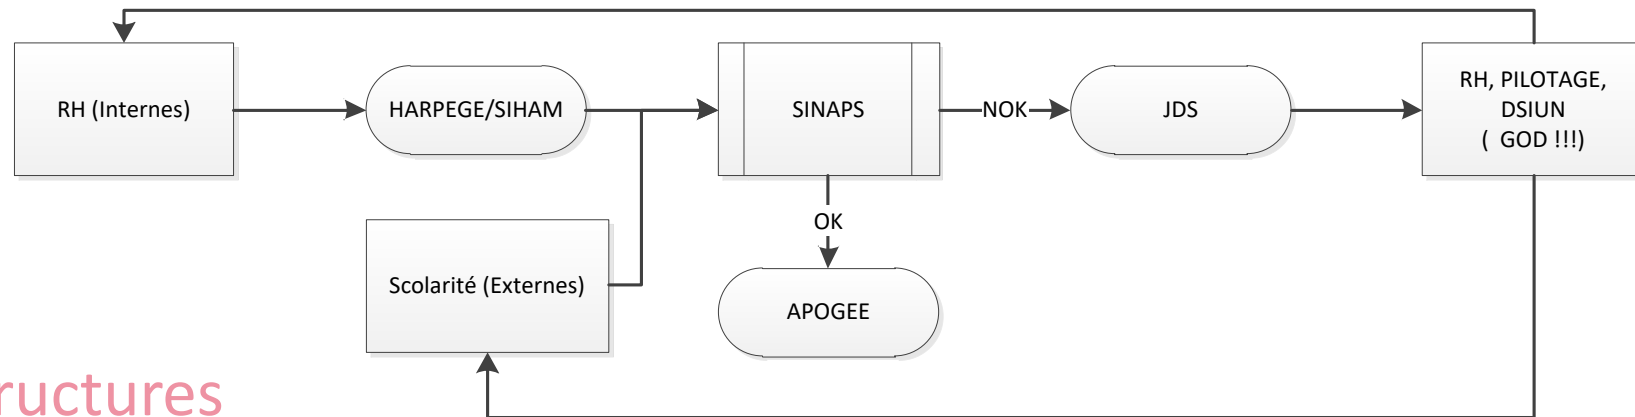 RH (Internes)
HARPEGE/SIHAM
SINAPS
NOK
JDS
RH, PILOTAGE,
DSIUN
( GOD !!!)
OK
Scolarité (Externes)
APOGEE
ructures